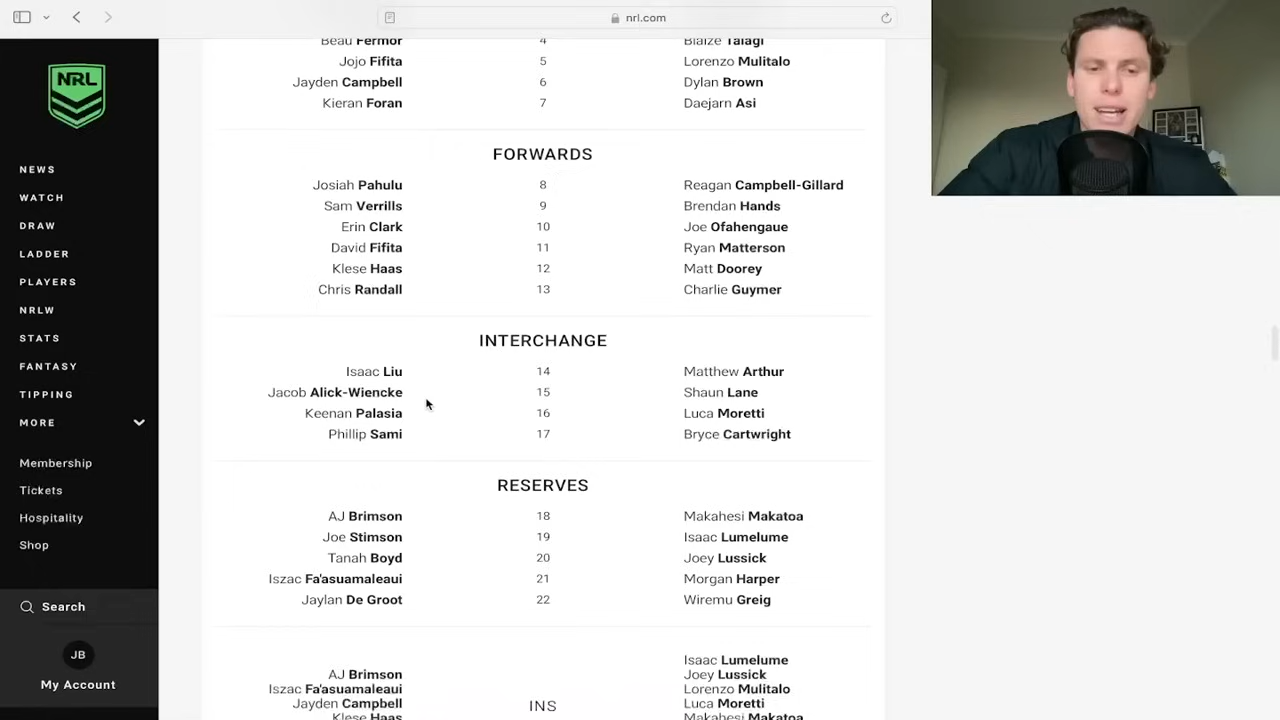 nrl.com
NRL
NEWS
WATCH
DRAW
LADDER
PLAYERS
NRLW
STATS
FANTASY
TIPPING
MORE
Membership
Tickets
Hospitality
Shop
Search
JB
My Account
Beau Fermor 4 Blaize Talagi
Jojo Fifita 5 Lorenzo Mulitalo
Jayden Campbell 6 Dylan Brown
Kieran Foran 7 Daejarn Asi
FORWARDS
Josiah Pahulu 8 Reagan Campbell-Gillard
Sam Verrills 9 Brendan Hands
Erin Clark 10 Joe Ofahengaue
David Fifita 11 Ryan Matterson
Klese Haas 12 Matt Doorey
Chris Randall 13 Charlie Guymer
INTERCHANGE
Isaac Liu 14 Matthew Arthur
Jacob Alick-Wiencke 15 Shaun Lane
Keenan Palasia 16 Luca Moretti
Phillip Sami 17 Bryce Cartwright
RESERVES
AJ Brimson 18 Makahesi Makatoa
Joe Stimson 19 Isaac Lumelume
Tanah Boyd 20 Joey Lussick
Iszac Fa'asuamaleaui 21 Morgan Harper
Jaylan De Groot 22 Wiremu Greig
Isaac Lumelume
AJ Brimson Joey Lussick
Iszac Fa'asuamaleaui Lorenzo Mulitalo
Jayden Campbell INS Luca Moretti
Klese Haas Makahesi Makatoa